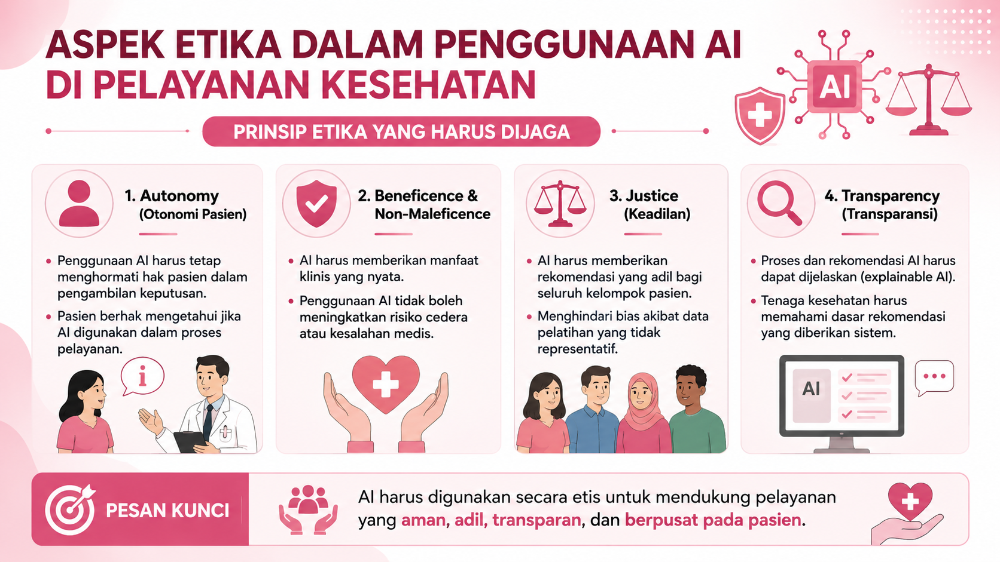 ASPEK ETIKA DALAM PENGGUNAAN AI
DI PELAYANAN KESEHATAN
AI
PRINSIP ETIKA YANG HARUS DIJAGA
1. Autonomy
(Otonomi Pasien)
• Penggunaan AI harus tetap
menghormati hak pasien dalam
pengambilan keputusan.
• Pasien berhak mengetahui jika
AI digunakan dalam proses
pelayanan.
i
2. Beneficence &
Non-Maleficence
• AI harus memberikan manfaat
klinis yang nyata.
• Penggunaan AI tidak boleh
meningkatkan risiko cedera
atau kesalahan medis.
3. Justice
(Keadilan)
• AI harus memberikan
rekomendasi yang adil bagi
seluruh kelompok pasien.
• Menghindari bias akibat data
pelatihan yang tidak
representatif.
4. Transparency
(Transparansi)
• Proses dan rekomendasi AI harus
dapat dijelaskan (explainable AI).
• Tenaga kesehatan harus
memahami dasar rekomendasi
yang diberikan sistem.
AI
PESAN KUNCI
AI harus digunakan secara etis untuk mendukung pelayanan
yang aman, adil, transparan, dan berpusat pada pasien.